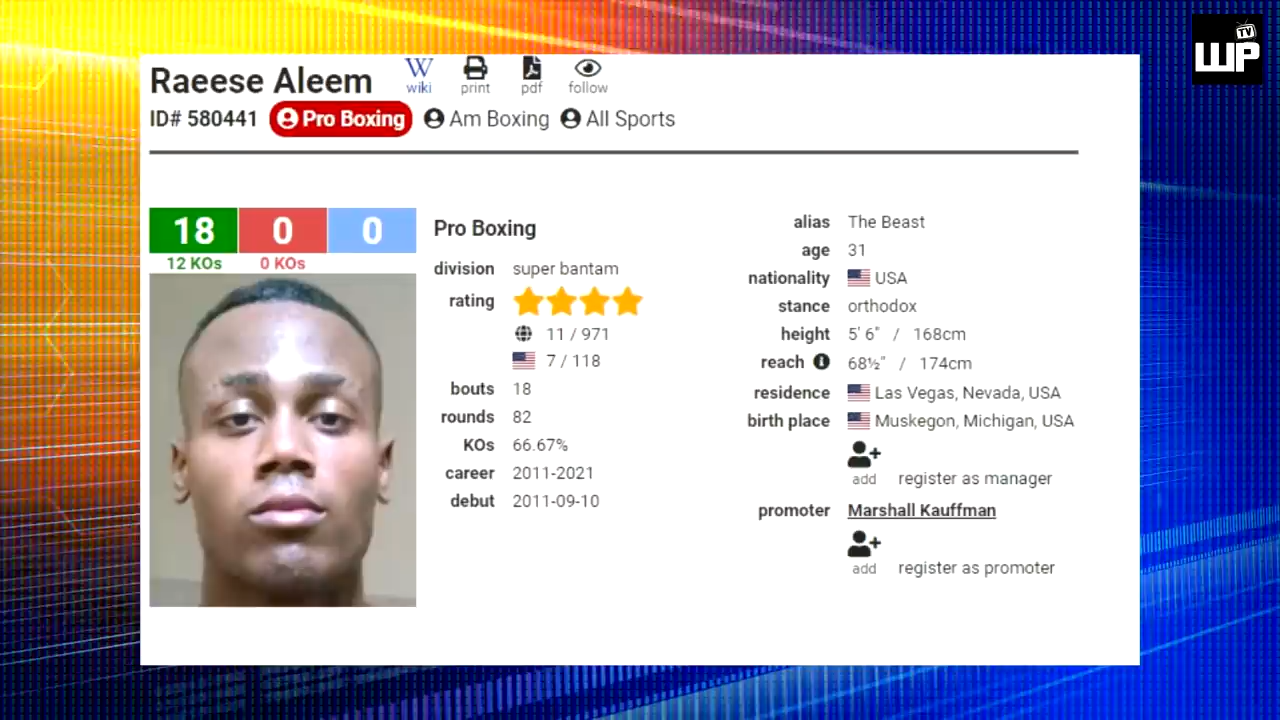 WP TV
Raeese Aleem
wiki print pdf follow
ID# 580441 Pro Boxing Am Boxing All Sports
18 0 0
12 KOs 0 KOs
Pro Boxing
division super bantam
rating
11 / 971
7 / 118
bouts 18
rounds 82
KOs 66.67%
career 2011-2021
debut 2011-09-10
alias The Beast
age 31
nationality USA
stance orthodox
height 5' 6" / 168cm
reach 68½" / 174cm
residence Las Vegas, Nevada, USA
birth place Muskegon, Michigan, USA
add register as manager
promoter Marshall Kauffman
add register as promoter